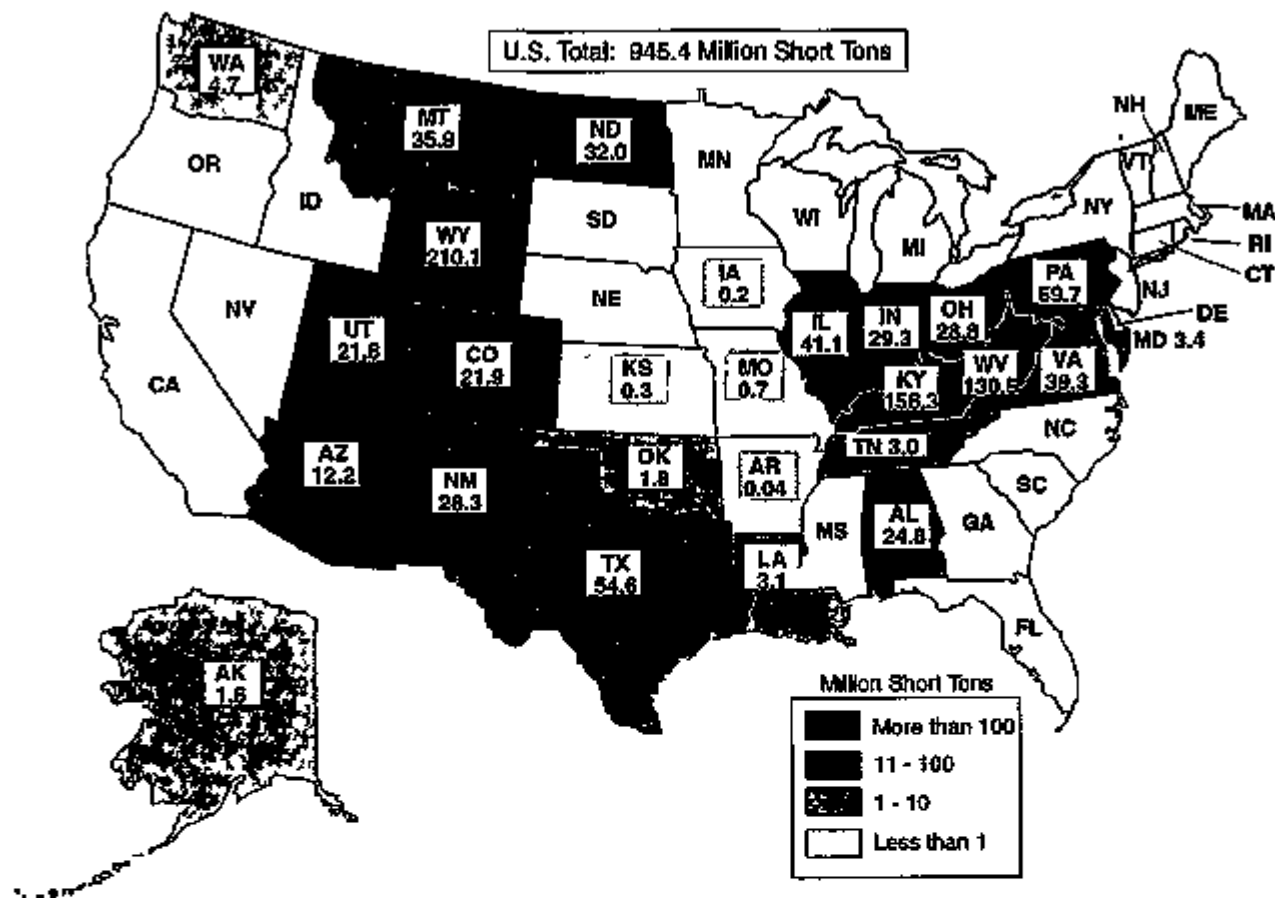 U.S. Total: 945.4 Million Short Tons
WA
4.7
MT
35.9
ND
32.0
MN
OR
ID
SD
WI
MI
NY
VT
NH
ME
MA
RI
CT
NJ
DE
MD 3.4
WY
210.1
NE
IA
0.2
PA
69.7
NV
UT
21.8
CO
21.9
IL
41.1
IN
29.3
OH
28.8
CA
KS
0.3
MO
0.7
KY
156.3
WV
130.5
VA
39.3
AZ
12.2
NM
28.3
OK
1.8
AR
0.04
TN 3.0
NC
SC
MS
AL
24.8
GA
TX
54.6
LA
3.1
FL
AK
1.6
Million Short Tons
More than 100
11 - 100
1 - 10
Less than 1